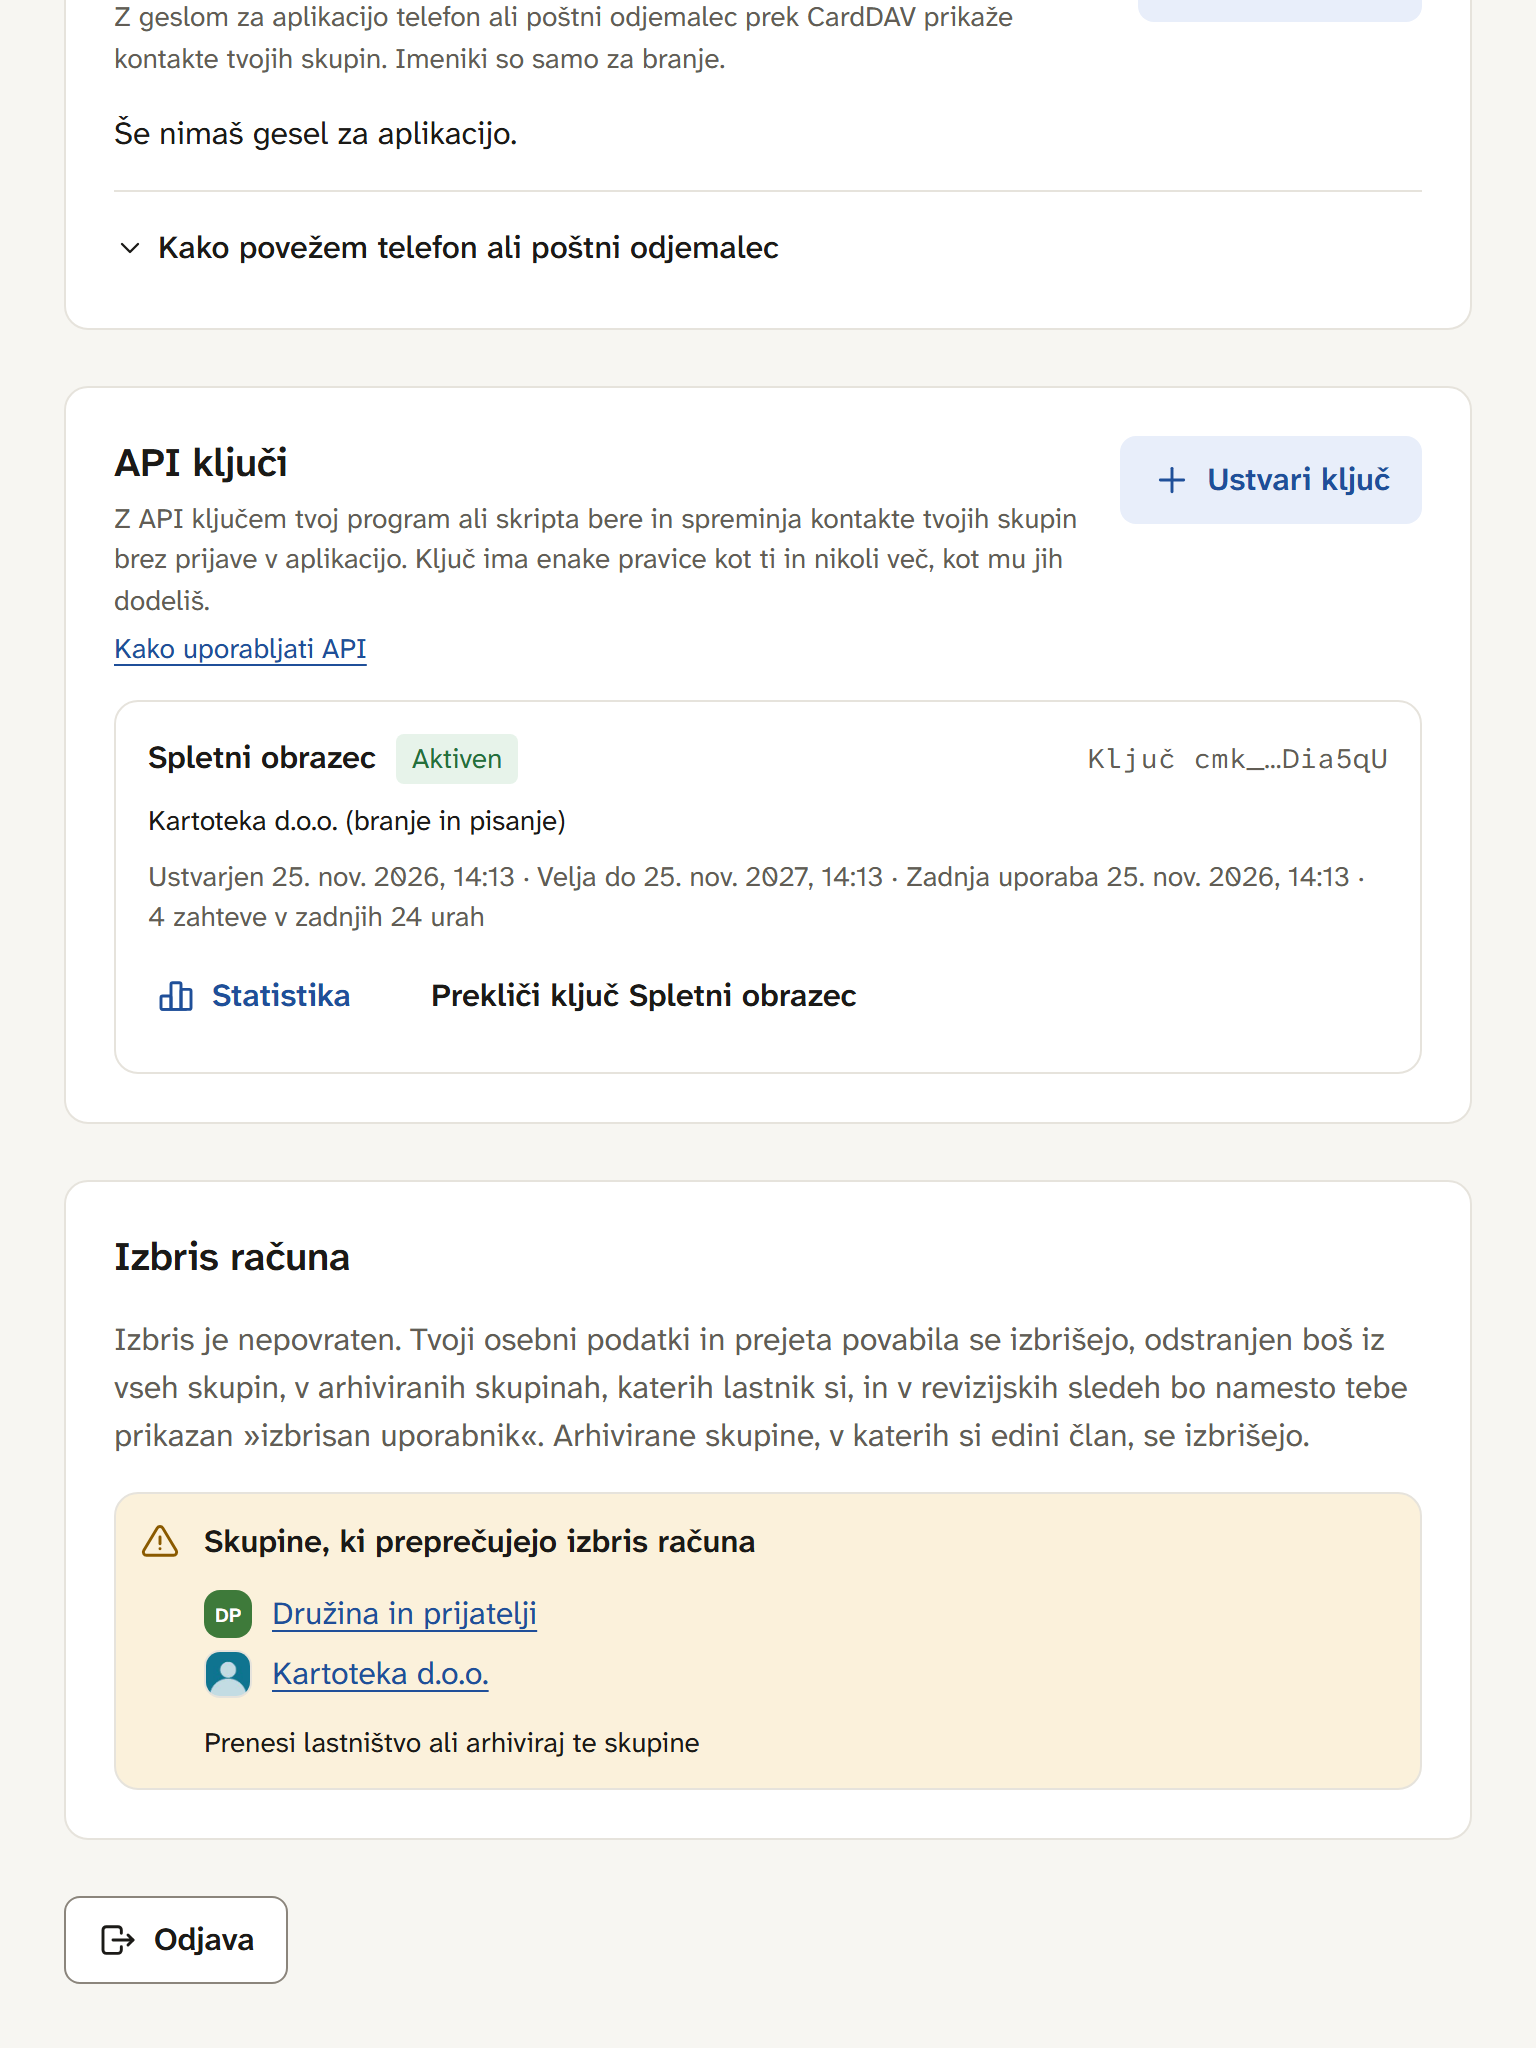 Z geslom za aplikacijo telefon ali poštni odjemalec prek CardDAV prikaže
kontakte tvojih skupin. Imeniki so samo za branje.
Še nimaš gesel za aplikacijo.
Kako povežem telefon ali poštni odjemalec
API ključi
Ustvari ključ
Z API ključem tvoj program ali skripta bere in spreminja kontakte tvojih skupin
brez prijave v aplikacijo. Ključ ima enake pravice kot ti in nikoli več, kot mu jih
dodeliš.
Kako uporabljati API
Spletni obrazec Aktiven Ključ cmk_…Dia5qU
Kartoteka d.o.o. (branje in pisanje)
Ustvarjen 25. nov. 2026, 14:13 · Velja do 25. nov. 2027, 14:13 · Zadnja uporaba 25. nov. 2026, 14:13 ·
4 zahteve v zadnjih 24 urah
Statistika Prekliči ključ Spletni obrazec
Izbris računa
Izbris je nepovraten. Tvoji osebni podatki in prejeta povabila se izbrišejo, odstranjen boš iz
vseh skupin, v arhiviranih skupinah, katerih lastnik si, in v revizijskih sledeh bo namesto tebe
prikazan »izbrisan uporabnik«. Arhivirane skupine, v katerih si edini član, se izbrišejo.
Skupine, ki preprečujejo izbris računa
DP Družina in prijatelji
Kartoteka d.o.o.
Prenesi lastništvo ali arhiviraj te skupine
Odjava